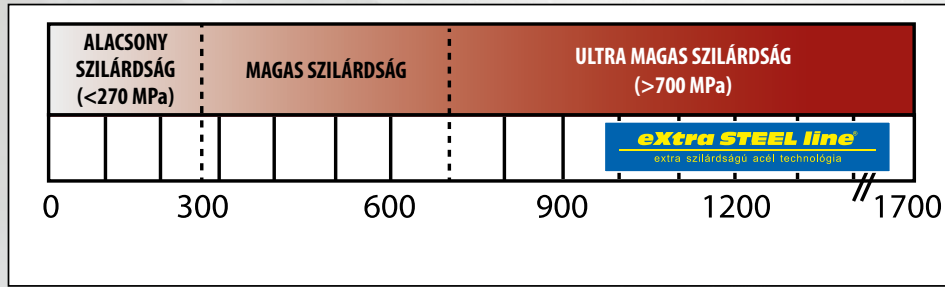 ALACSONY
SZILÁRDSÁG
(<270 MPa)
MAGAS SZILÁRDSÁG
ULTRA MAGAS SZILÁRDSÁG
(>700 MPa)
eXtra STEEL line®
extra szilárdságú acél technológia
0 300 600 900 1200 1700